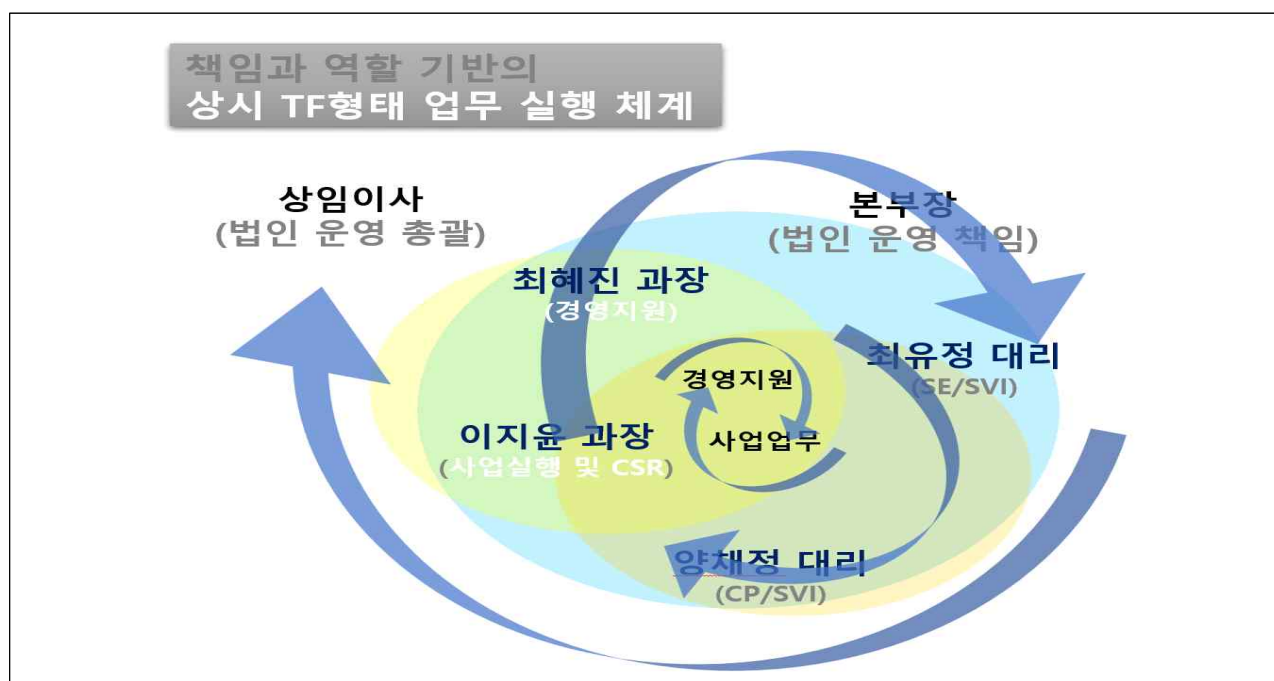 책임과 역할 기반의
상시 TF형태 업무 실행 체계
상임이사
(법인 운영 총괄)
본부장
(법인 운영 책임)
최혜진 과장
(경영지원)
최유정 대리
(SE/SVI)
경영지원
사업업무
이지윤 과장
(사업실행 및 CSR)
양채정 대리
(CP/SVI)